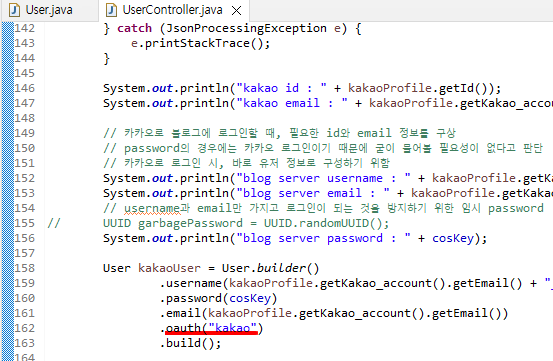 User.java
UserController.java
142 } catch (JsonProcessingException e) {
143 e.printStackTrace();
144 }
145
146 System.out.println("kakao id : " + kakaoProfile.getId());
147 System.out.println("kakao email : " + kakaoProfile.getKakao_accou
148
149 // 카카오로 블로그에 로그인할 때, 필요한 id와 email 정보를 구상
150 // password의 경우에는 카카오 로그인이기 때문에 굳이 물어볼 필요성이 없다고 판단
151 // 카카오로 로그인 시, 바로 유저 정보로 구성하기 위함
152 System.out.println("blog server username : " + kakaoProfile.getKa
153 System.out.println("blog server email : " + kakaoProfile.getKakao
154 // username과 email만 가지고 로그인이 되는 것을 방지하기 위한 임시 password
155 // UUID garbagePassword = UUID.randomUUID();
156 System.out.println("blog server password : " + cosKey);
157
158 User kakaoUser = User.builder()
159 .username(kakaoProfile.getKakao_account().getEmail() + "_
160 .password(cosKey)
161 .email(kakaoProfile.getKakao_account().getEmail())
162 .oauth("kakao")
163 .build();